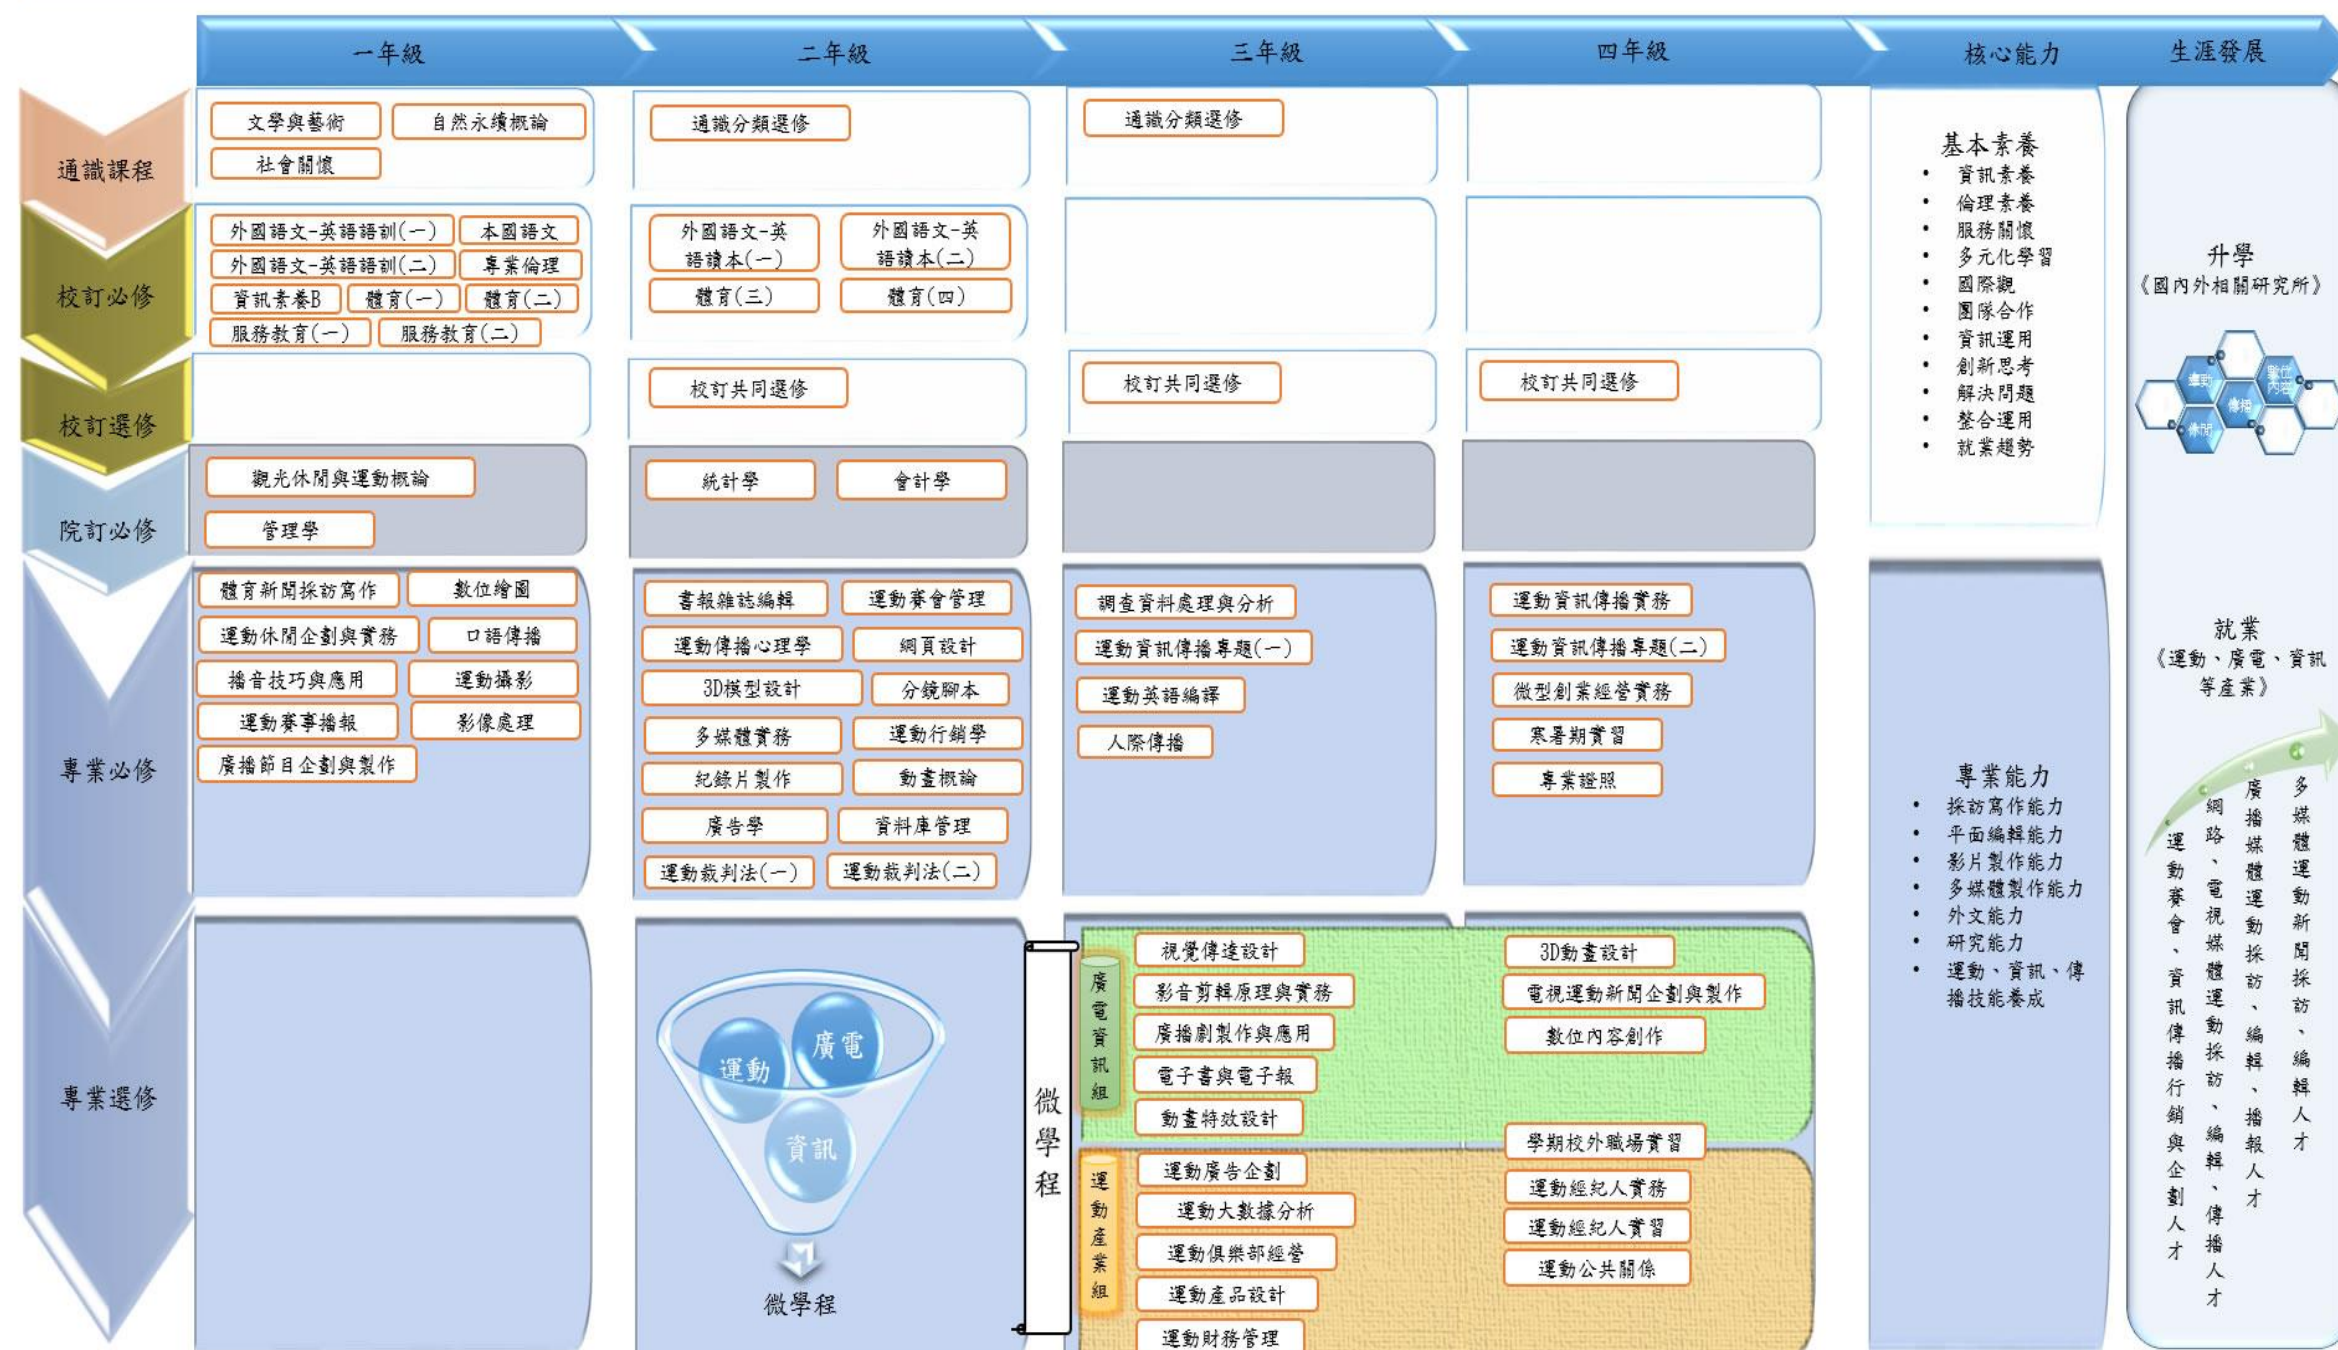 一年級
二年級
三年級
四年級
核心能力
生涯發展
通識課程
文學與藝術
自然永續概論
社會關懷
通識分類選修
通識分類選修
校訂必修
外國語文-英語語訓(一)
本國語文
外國語文-英語語訓(二)
專業倫理
資訊素養B
體育(一)
體育(二)
服務教育(一)
服務教育(二)
外國語文-英
語讀本(一)
外國語文-英
語讀本(二)
體育(三)
體育(四)
校訂選修
校訂共同選修
校訂共同選修
校訂共同選修
院訂必修
觀光休閒與運動概論
管理學
統計學
會計學
專業必修
體育新聞採訪寫作
數位繪圖
運動休閒企劃與實務
口語傳播
播音技巧與應用
運動攝影
運動賽事播報
影像處理
廣播節目企劃與製作
書報雜誌編輯
運動賽會管理
運動傳播心理學
網頁設計
3D模型設計
分鏡腳本
多媒體實務
運動行銷學
紀錄片製作
動畫概論
廣告學
資料庫管理
運動裁判法(一)
運動裁判法(二)
調查資料處理與分析
運動資訊傳播專題(一)
運動英語編譯
人際傳播
運動資訊傳播實務
運動資訊傳播專題(二)
微型創業經營實務
寒暑期實習
專業證照
專業選修
運動
廣電
資訊
微學程
微學程
廣電資訊組
視覺傳達設計
影音剪輯原理與實務
廣播劇製作與應用
電子書與電子報
動畫特效設計
3D動畫設計
電視運動新聞企劃與製作
數位內容創作
學期校外職場實習
運動產業組
運動廣告企劃
運動大數據分析
運動俱樂部經營
運動產品設計
運動財務管理
運動經紀人實務
運動經紀人實習
運動公共關係
基本素養
• 資訊素養
• 倫理素養
• 服務關懷
• 多元化學習
• 國際觀
• 團隊合作
• 資訊運用
• 創新思考
• 解決問題
• 整合運用
• 就業趨勢
專業能力
• 採訪寫作能力
• 平面編輯能力
• 影片製作能力
• 多媒體製作能力
• 外文能力
• 研究能力
• 運動、資訊、傳
播技能養成
升學
《國內外相關研究所》
運動
數位
內容
傳播
休閒
就業
《運動、廣電、資訊
等產業》
多媒體運動新聞採訪、編輯人才
廣播媒體運動採訪、編輯、播報人才
網路、電視媒體運動採訪、編輯、傳播人才
運動賽會、資訊傳播行銷與企劃人才